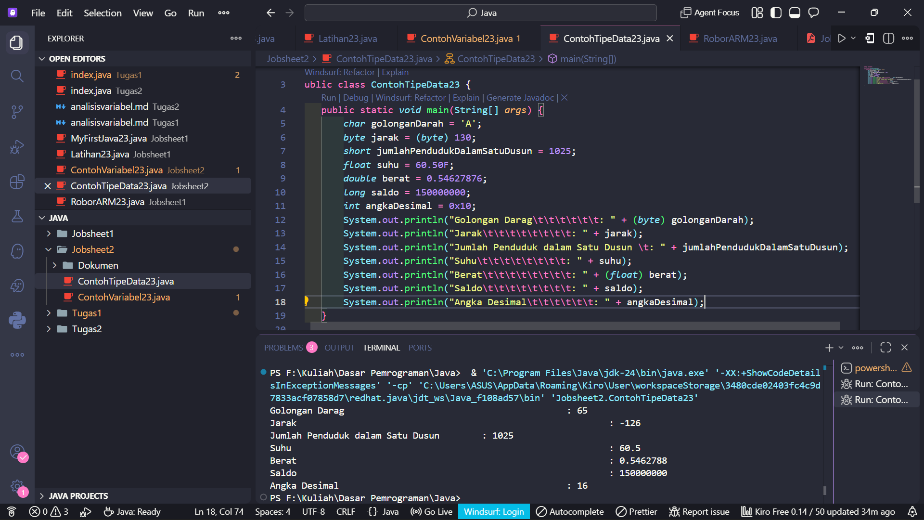 File Edit Selection View Go Run ••• Java Agent Focus
EXPLORER
.java Latihan23.java ContohVariabel23.java 1 ContohTipeData23.java RoborARM23.java
OPEN EDITORS
index.java Tugas1 2
index.java Tugas2
analisisvariabel.md Tugas2
analisisvariabel.md Tugas1
MyFirstJava23.java Jobsheet1
Latihan23.java Jobsheet1
ContohVariabel23.java Jobsheet2 1
ContohTipeData23.java Jobsheet2
RoborARM23.java Jobsheet1
JAVA
Jobsheet1
Jobsheet2
Dokumen
ContohTipeData23.java
ContohVariabel23.java 1
Tugas1
Tugas2
JAVA PROJECTS
Jobsheet2 > ContohTipeData23.java > ContohTipeData23 > main(String[])
Windsurf: Refactor | Explain
3 ublic class ContohTipeData23 {
Run | Debug | Windsurf: Refactor | Explain | Generate Javadoc | X
4 public static void main(String[] args) {
5 char golonganDarah = 'A';
6 byte jarak = (byte) 130;
7 short jumlahPendudukDalamSatuDusun = 1025;
8 float suhu = 60.50F;
9 double berat = 0.54627876;
10 long saldo = 150000000;
11 int angkaDesimal = 0x10;
12 System.out.println("Golongan Darag\t\t\t\t\t\t: " + (byte) golonganDarah);
13 System.out.println("Jarak\t\t\t\t\t\t\t\t\t: " + jarak);
14 System.out.println("Jumlah Penduduk dalam Satu Dusun \t: " + jumlahPendudukDalamSatuDusun);
15 System.out.println("Suhu\t\t\t\t\t\t\t\t\t: " + suhu);
16 System.out.println("Berat\t\t\t\t\t\t\t\t\t: " + (float) berat);
17 System.out.println("Saldo\t\t\t\t\t\t\t\t\t: " + saldo);
18 System.out.println("Angka Desimal\t\t\t\t\t\t: " + angkaDesimal);
19 }
PROBLEMS 3 OUTPUT TERMINAL PORTS
PS F:\Kuliah\Dasar Pemrograman\Java> & 'C:\Program Files\Java\jdk-24\bin\java.exe' '-XX:+ShowCodeDetail
sInExceptionMessages' '-cp' 'C:\Users\ASUS\AppData\Roaming\Kiro\User\workspaceStorage\3480cde02403fc4c9d
7833acf07858d7\redhat.java\jdt_ws\Java_f108ad57\bin' 'Jobsheet2.ContohTipeData23'
Golongan Darag : 65
Jarak : -126
Jumlah Penduduk dalam Satu Dusun : 1025
Suhu : 60.5
Berat : 0.5462788
Saldo : 150000000
Angka Desimal : 16
PS F:\Kuliah\Dasar Pemrograman\Java>
powersh...
Run: Conto...
Run: Conto...
0 3 Java: Ready Ln 18, Col 74 Spaces: 4 UTF-8 CRLF {} Java Go Live Windsurf: Login Autocomplete Prettier Report issue Kiro Free 0.14 / 50 updated 34m ago